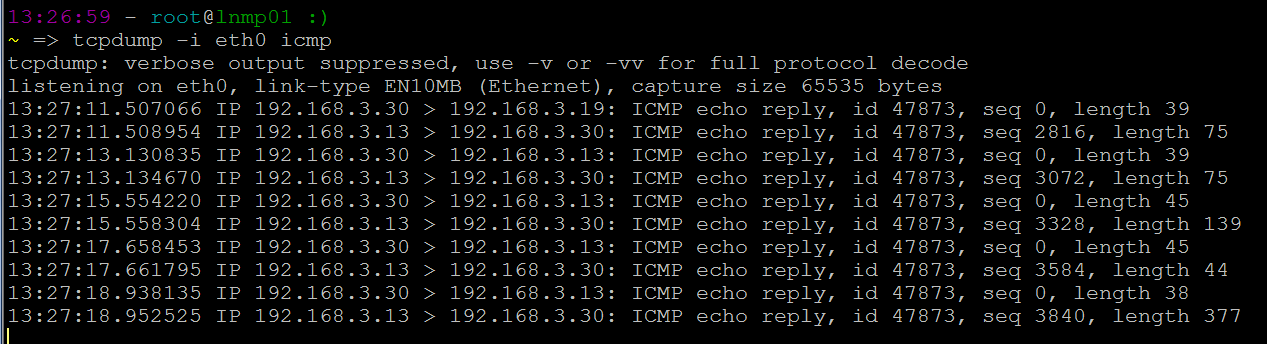 13:26:59 - root@lnmp01 :)
~ => tcpdump -i eth0 icmp
tcpdump: verbose output suppressed, use -v or -vv for full protocol decode
listening on eth0, link-type EN10MB (Ethernet), capture size 65535 bytes
13:27:11.507066 IP 192.168.3.30 > 192.168.3.19: ICMP echo reply, id 47873, seq 0, length 39
13:27:11.508954 IP 192.168.3.13 > 192.168.3.30: ICMP echo reply, id 47873, seq 2816, length 75
13:27:13.130835 IP 192.168.3.30 > 192.168.3.13: ICMP echo reply, id 47873, seq 0, length 39
13:27:13.134670 IP 192.168.3.13 > 192.168.3.30: ICMP echo reply, id 47873, seq 3072, length 75
13:27:15.554220 IP 192.168.3.30 > 192.168.3.13: ICMP echo reply, id 47873, seq 0, length 45
13:27:15.558304 IP 192.168.3.13 > 192.168.3.30: ICMP echo reply, id 47873, seq 3328, length 139
13:27:17.658453 IP 192.168.3.30 > 192.168.3.13: ICMP echo reply, id 47873, seq 0, length 45
13:27:17.661795 IP 192.168.3.13 > 192.168.3.30: ICMP echo reply, id 47873, seq 3584, length 44
13:27:18.938135 IP 192.168.3.30 > 192.168.3.13: ICMP echo reply, id 47873, seq 0, length 38
13:27:18.952525 IP 192.168.3.13 > 192.168.3.30: ICMP echo reply, id 47873, seq 3840, length 377